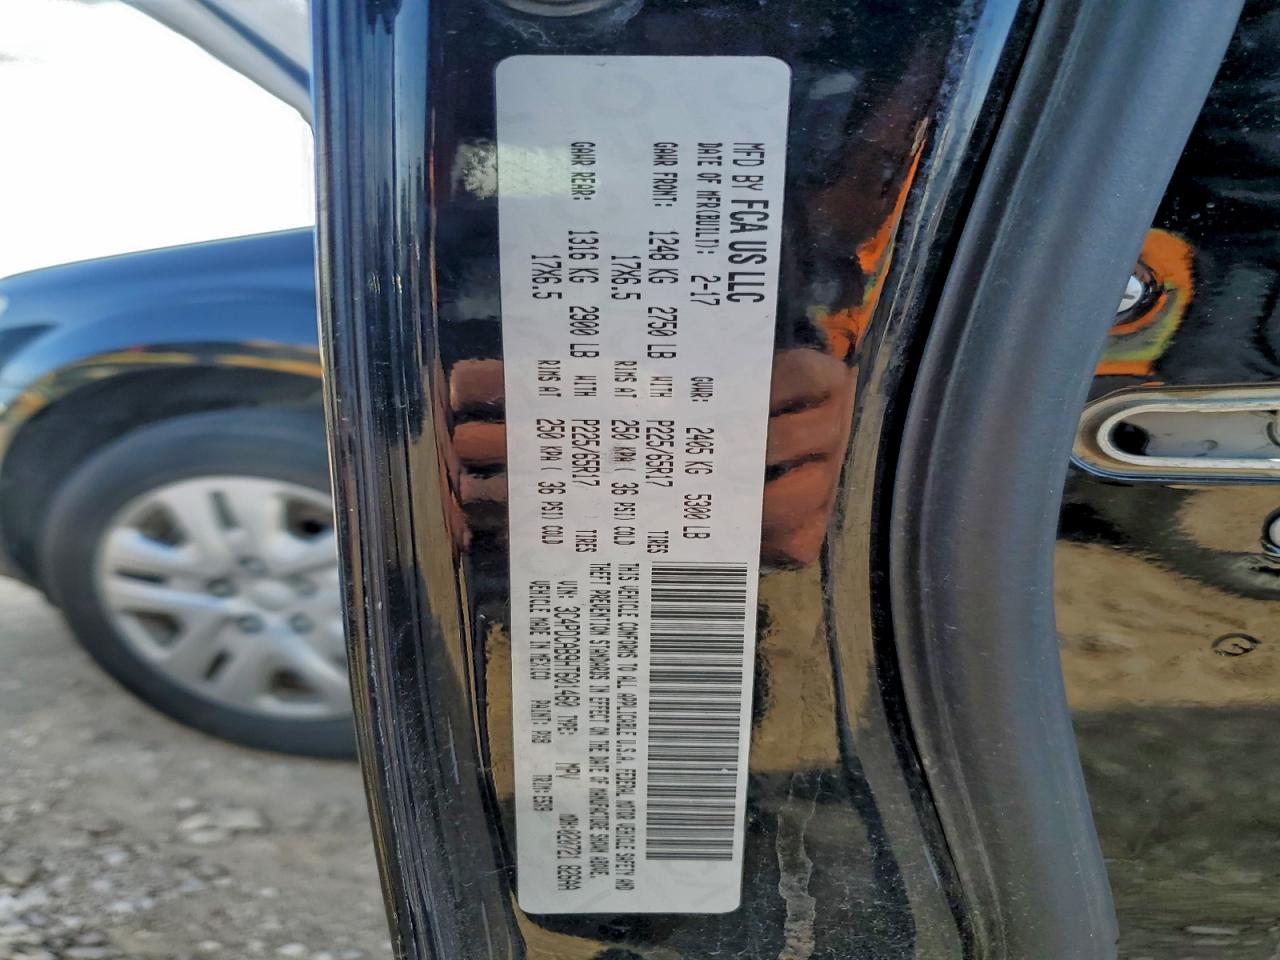 MFD BY FCA US LLC
DATE OF MFR(BUILT): 2-17 GVWR: 2405 KG 5300 LB
GAWR FRONT: 1248 KG 2750 LB WITH P225/65R17 TIRES
17X6.5 RIMS AT 250 KPA( 36 PSI) COLD
GAWR REAR: 1316 KG 2900 LB WITH P225/65R17 TIRES
17X6.5 RIMS AT 250 KPA( 36 PSI) COLD
THIS VEHICLE CONFORMS TO ALL APPLICABLE U.S.A. FEDERAL MOTOR VEHICLE SAFETY AND
THEFT PREVENTION STANDARDS IN EFFECT ON THE DATE OF MANUFACTURE SHOWN ABOVE.
VIN: 3C4PDCAB9HT601460 TYPE: MPV
VEHICLE MADE IN MEXICO PAINT: PX8